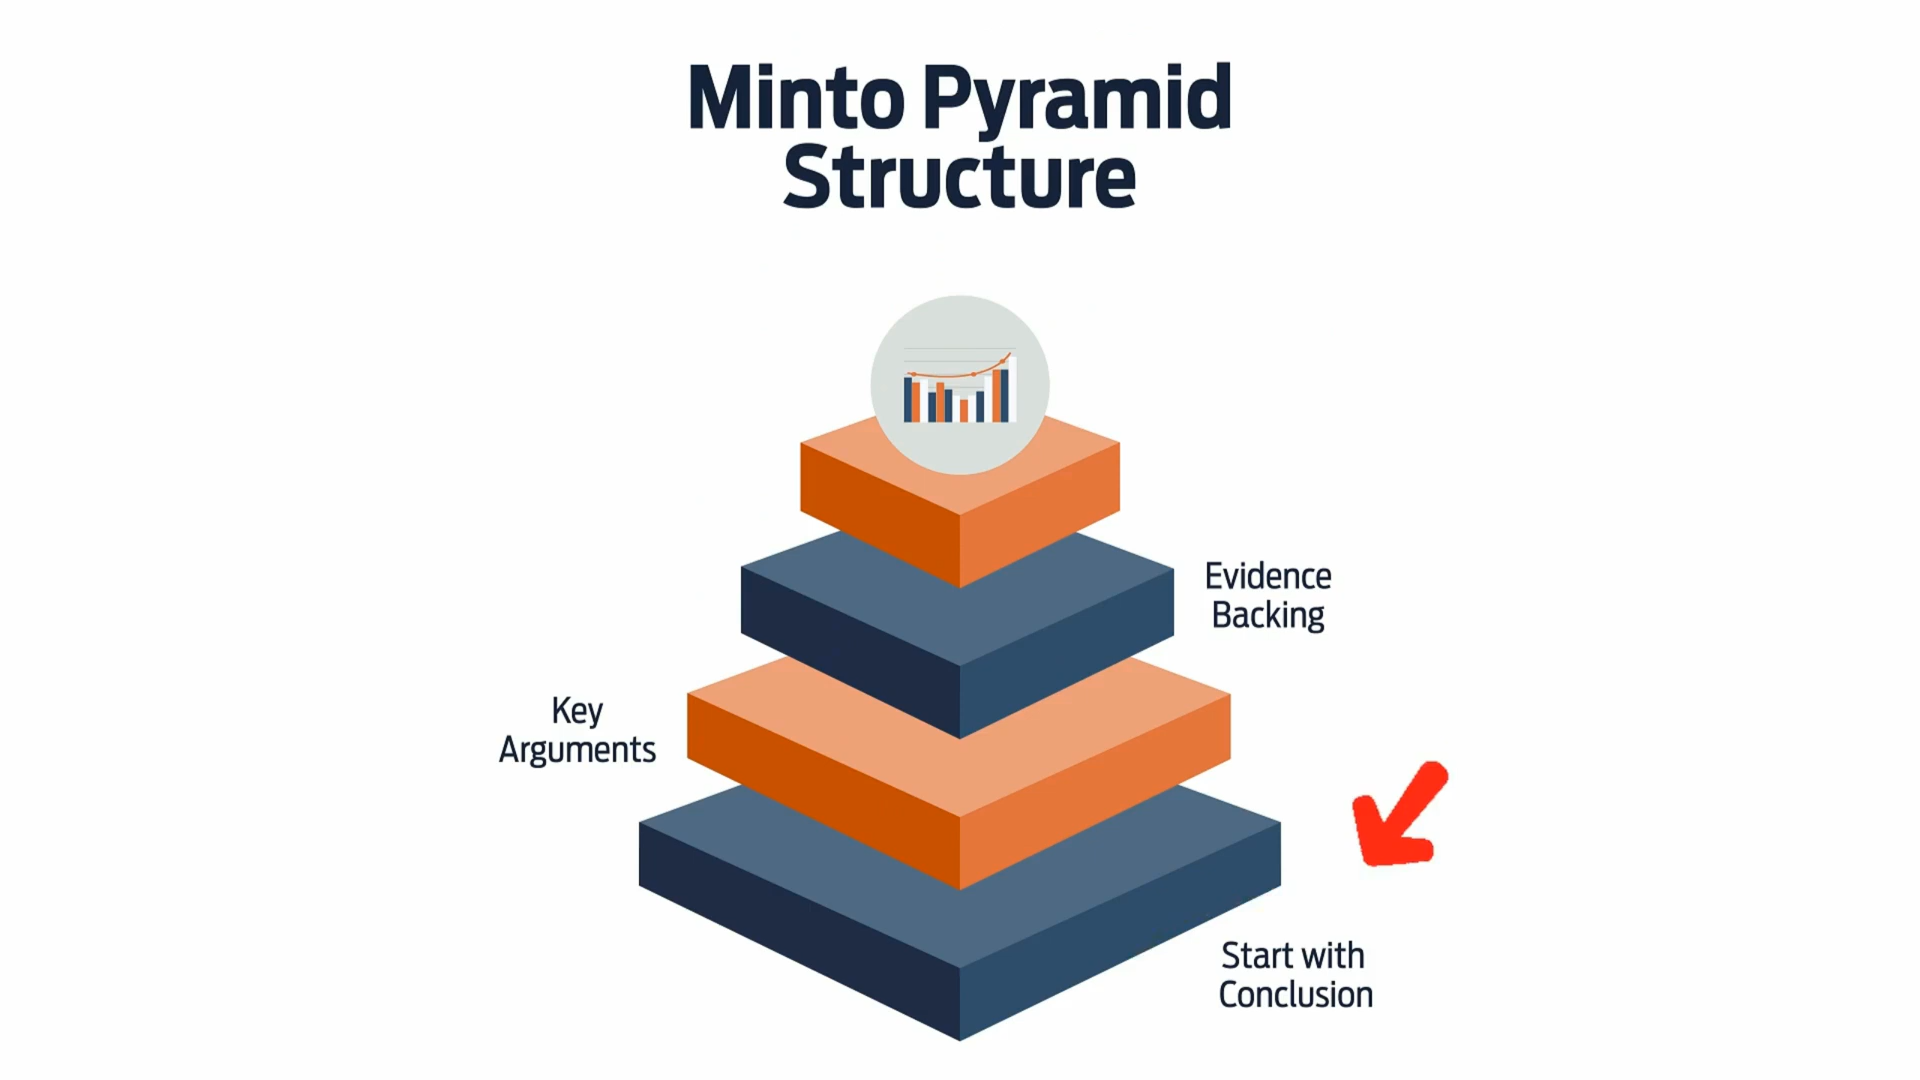 Minto Pyramid
Structure
Evidence
Backing
Key
Arguments
Start with
Conclusion